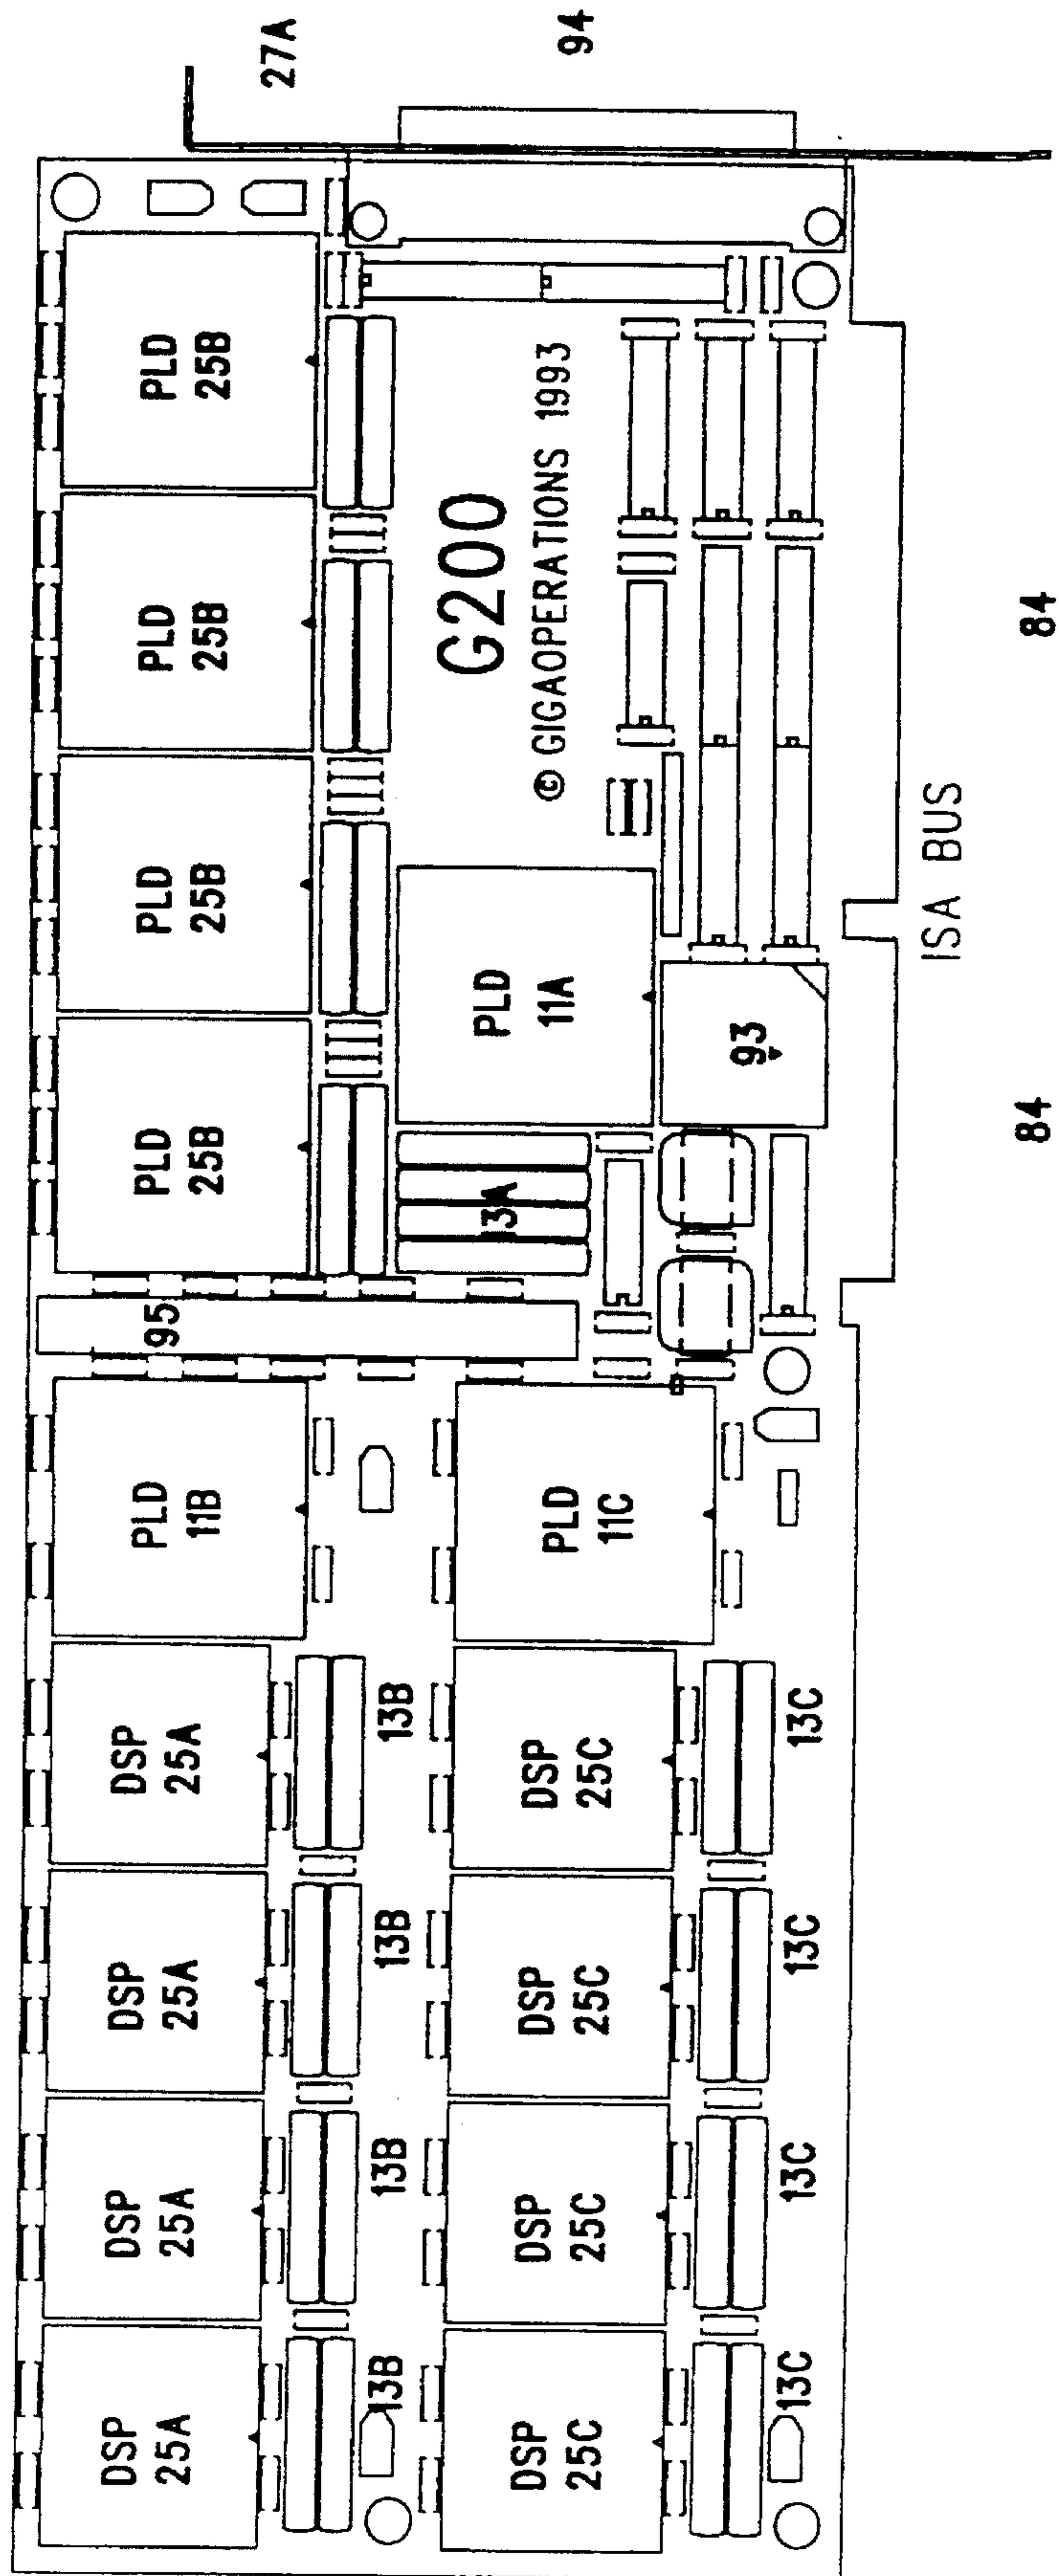 27A
94
PLD
25B
PLD
25B
PLD
25B
PLD
25B
G200
© GIGAOPERATIONS 1993
PLD
11A
13A
93
95
84
84
ISA BUS
PLD
11B
PLD
11C
DSP
25A
13B
DSP
25A
13B
DSP
25A
13B
DSP
25A
13B
DSP
25C
13C
DSP
25C
13C
DSP
25C
13C
DSP
25C
13C